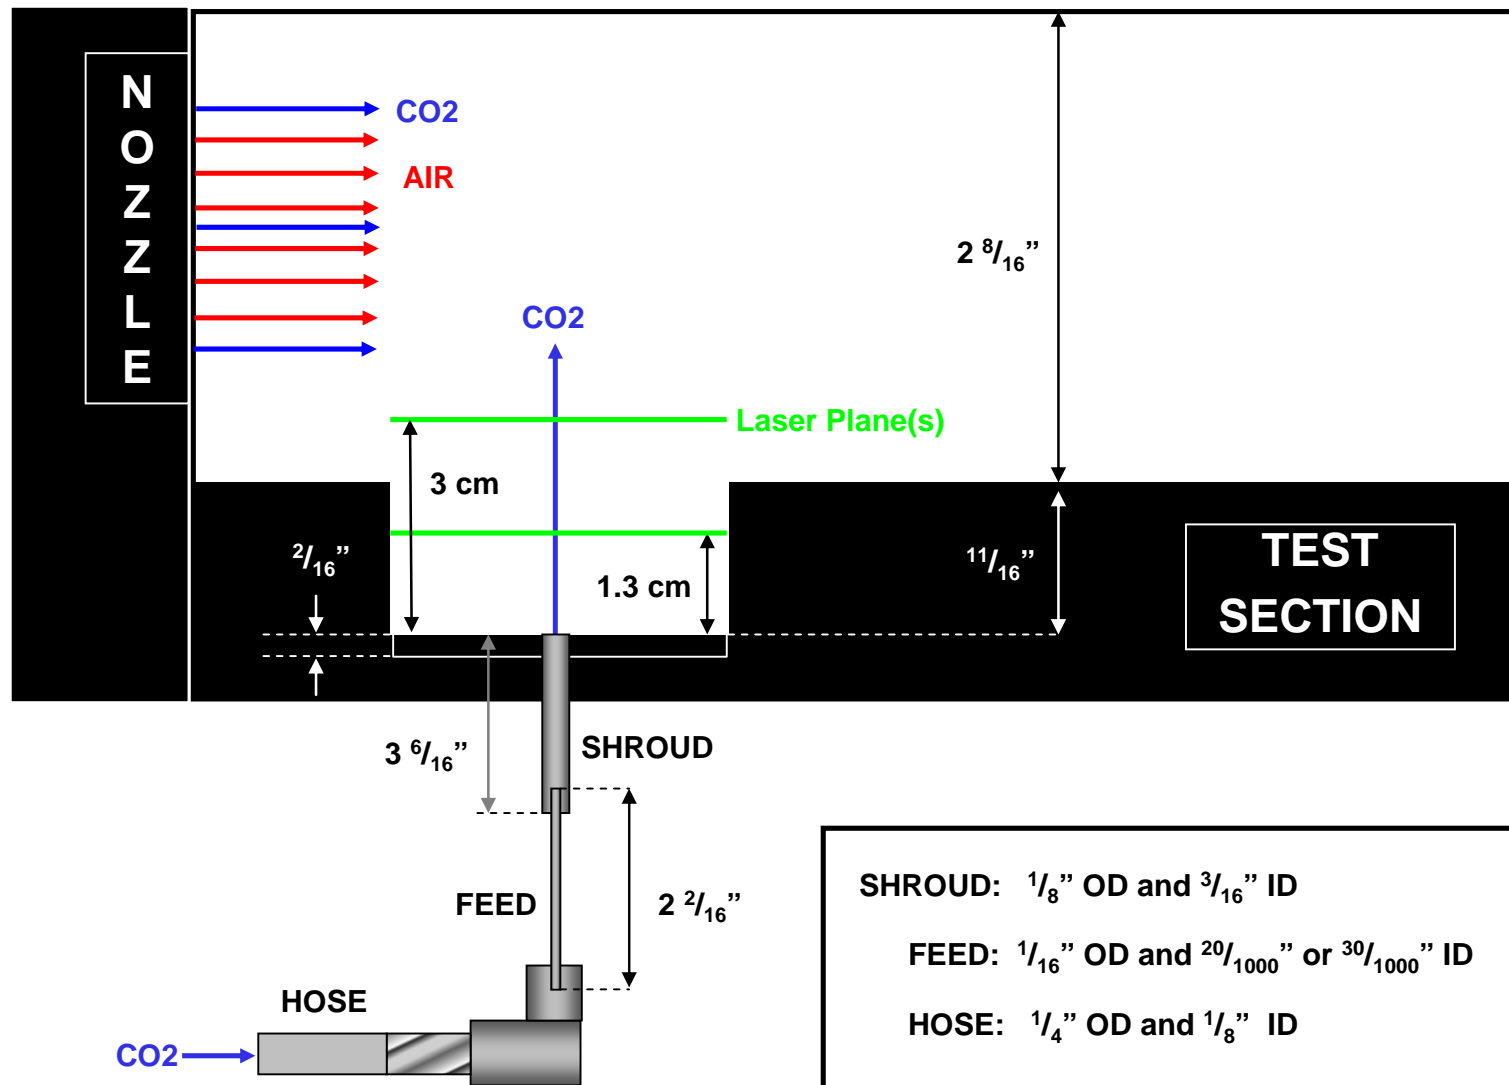 NOZZLE
CO2
AIR
2 8/16”
CO2
Laser Plane(s)
3 cm
2/16”
1.3 cm
11/16”
TEST
SECTION
3 6/16”
SHROUD
FEED
2 2/16”
HOSE
CO2
SHROUD: 1/8” OD and 3/16” ID
FEED: 1/16” OD and 20/1000” or 30/1000” ID
HOSE: 1/4” OD and 1/8” ID